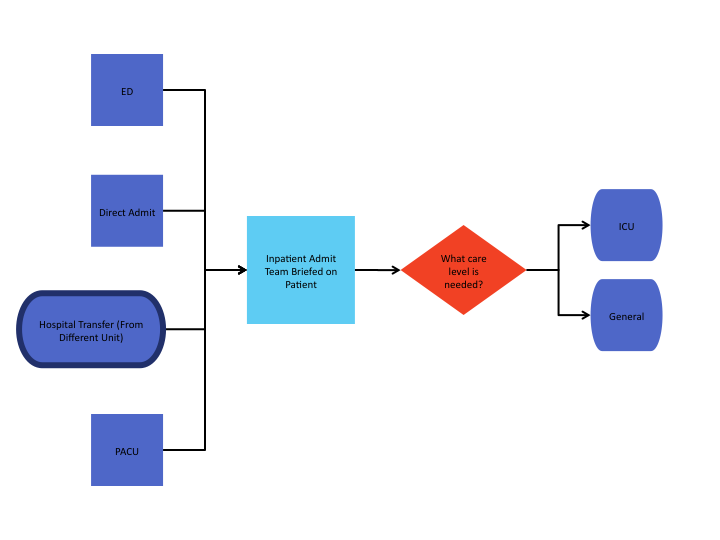 ED
Direct Admit
Hospital Transfer (From
Different Unit)
PACU
Inpatient Admit
Team Briefed on
Patient
What care
level is
needed?
ICU
General